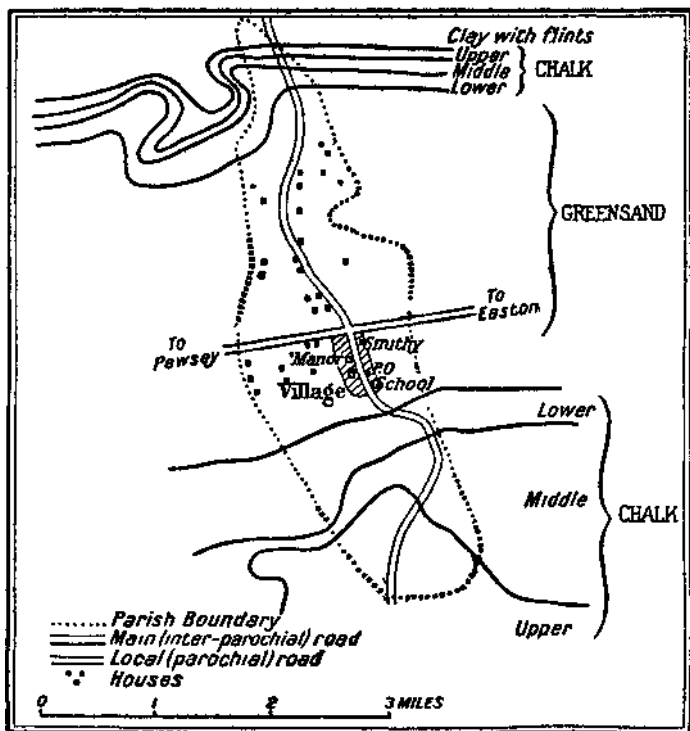 Clay with flints
Upper
Middle
Lower
CHALK
GREENSAND
To
Easton
To
Pewsey
Smithy
Manor
P.O
School
Village
Lower
Middle
CHALK
Upper
Parish Boundary
Main (inter-parochial) road
Local (parochial) road
Houses
0 1 2 3 MILES